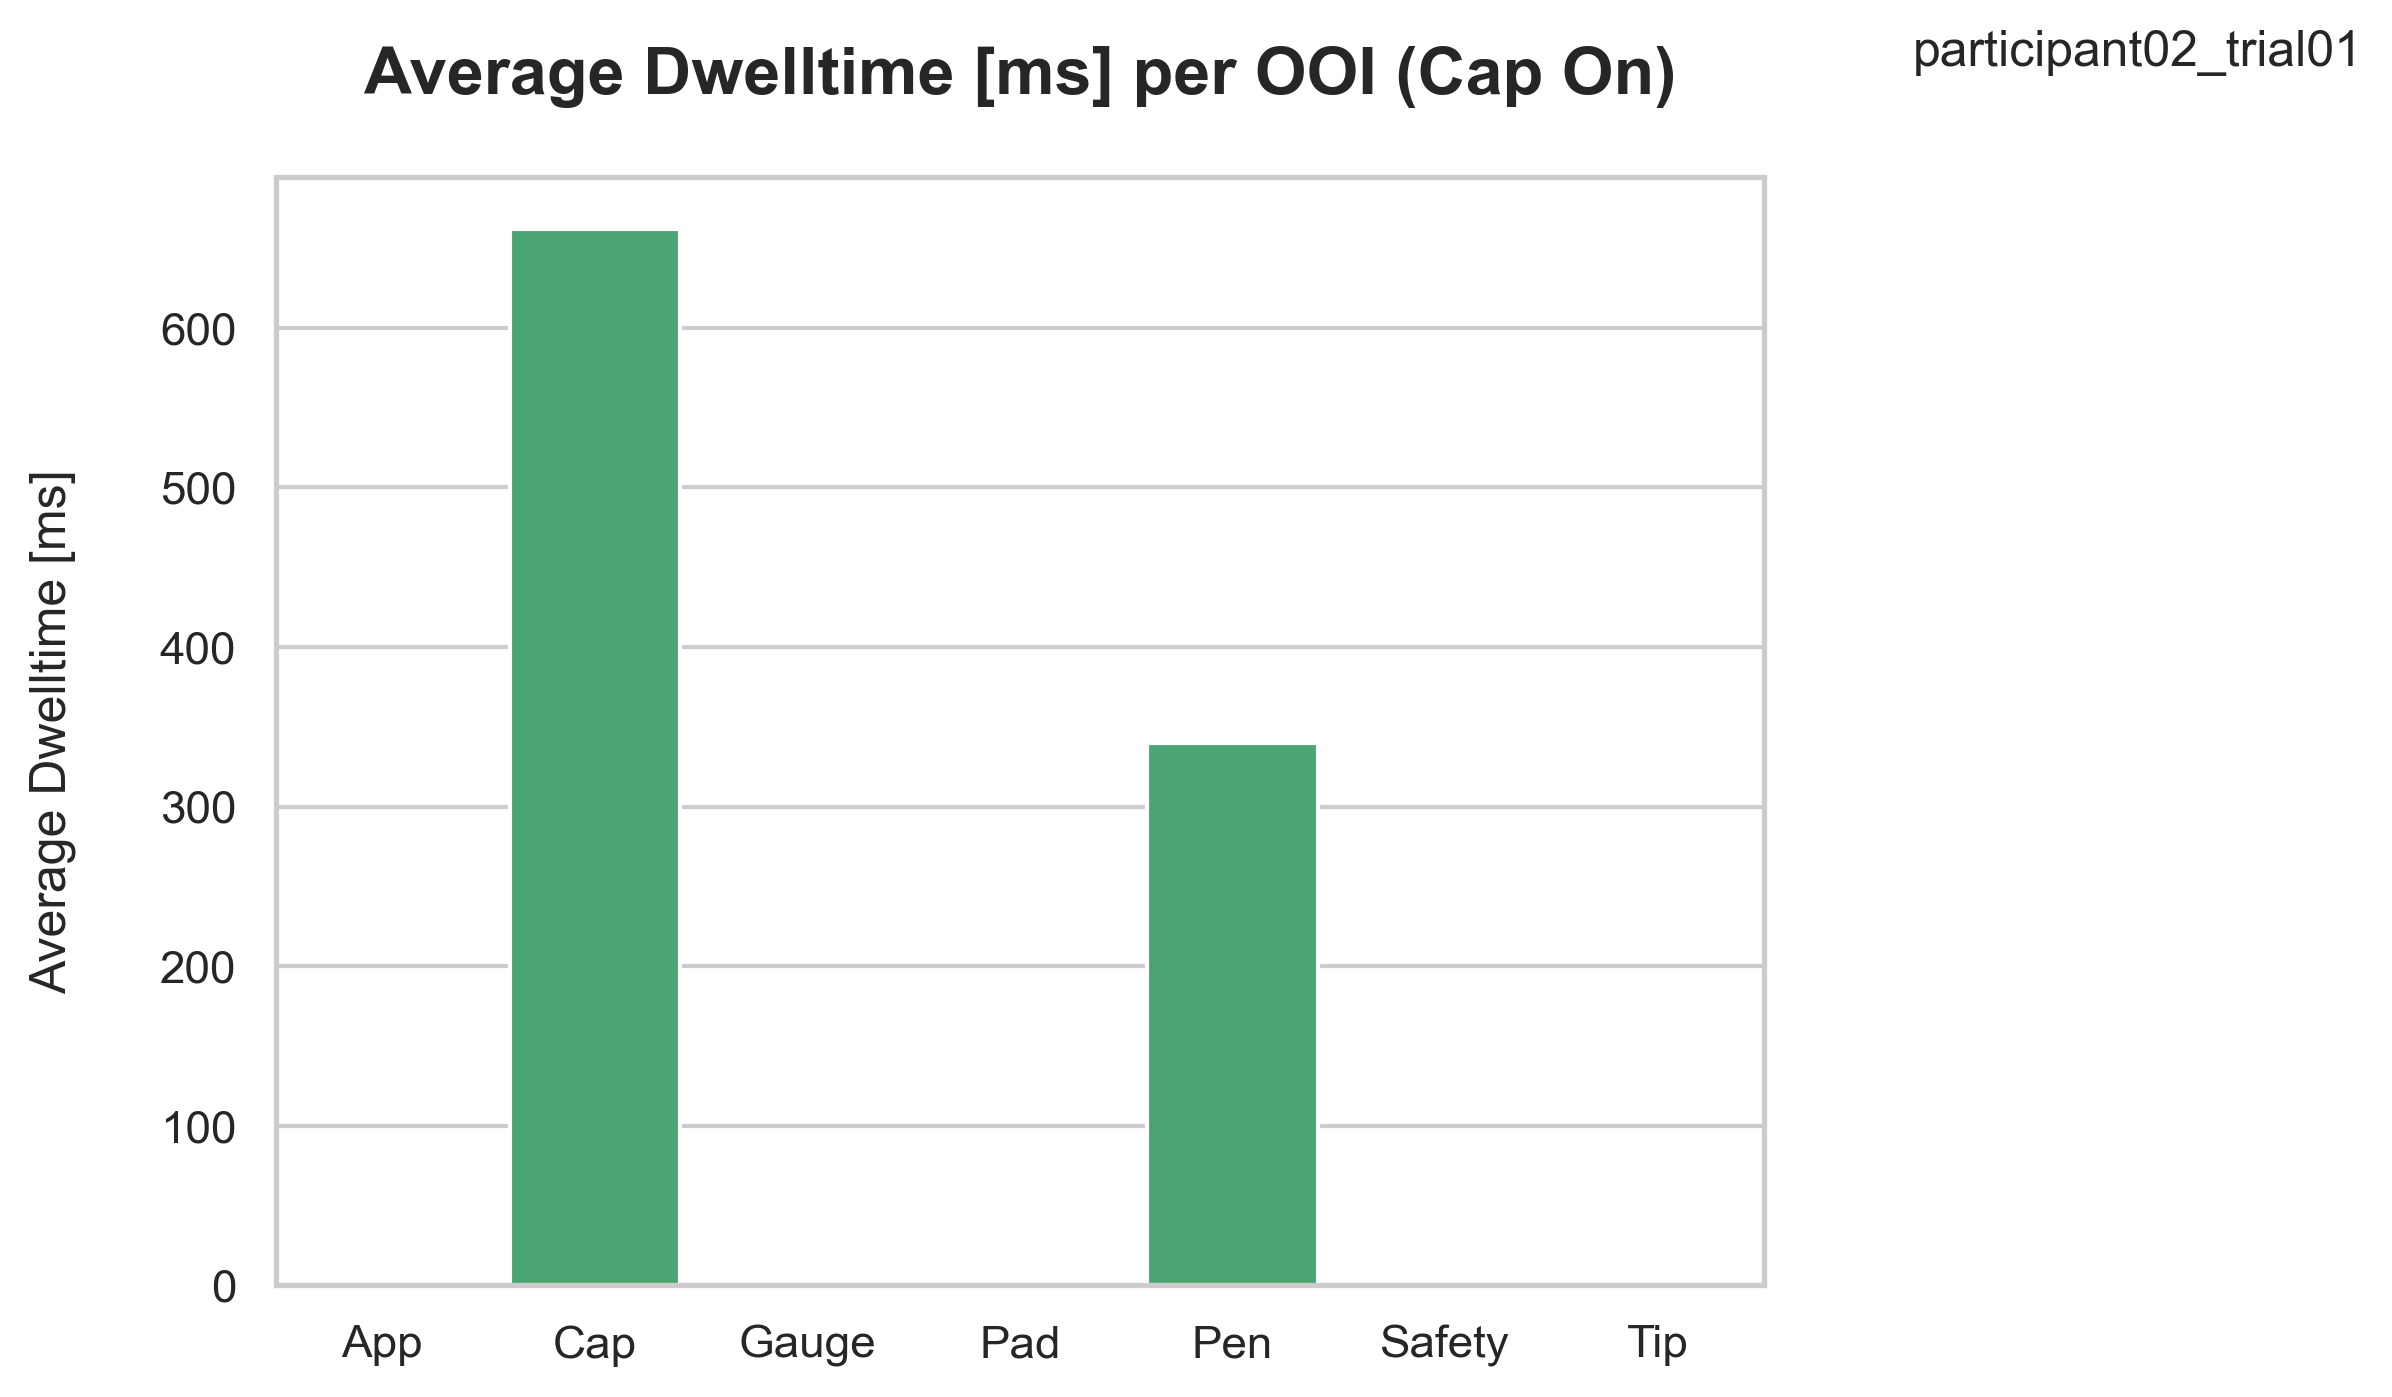 participant02_trial01
Average Dwelltime [ms] per OOI (Cap On)
Average Dwelltime [ms]
600
500
400
300
200
100
0
App Cap Gauge Pad Pen Safety Tip